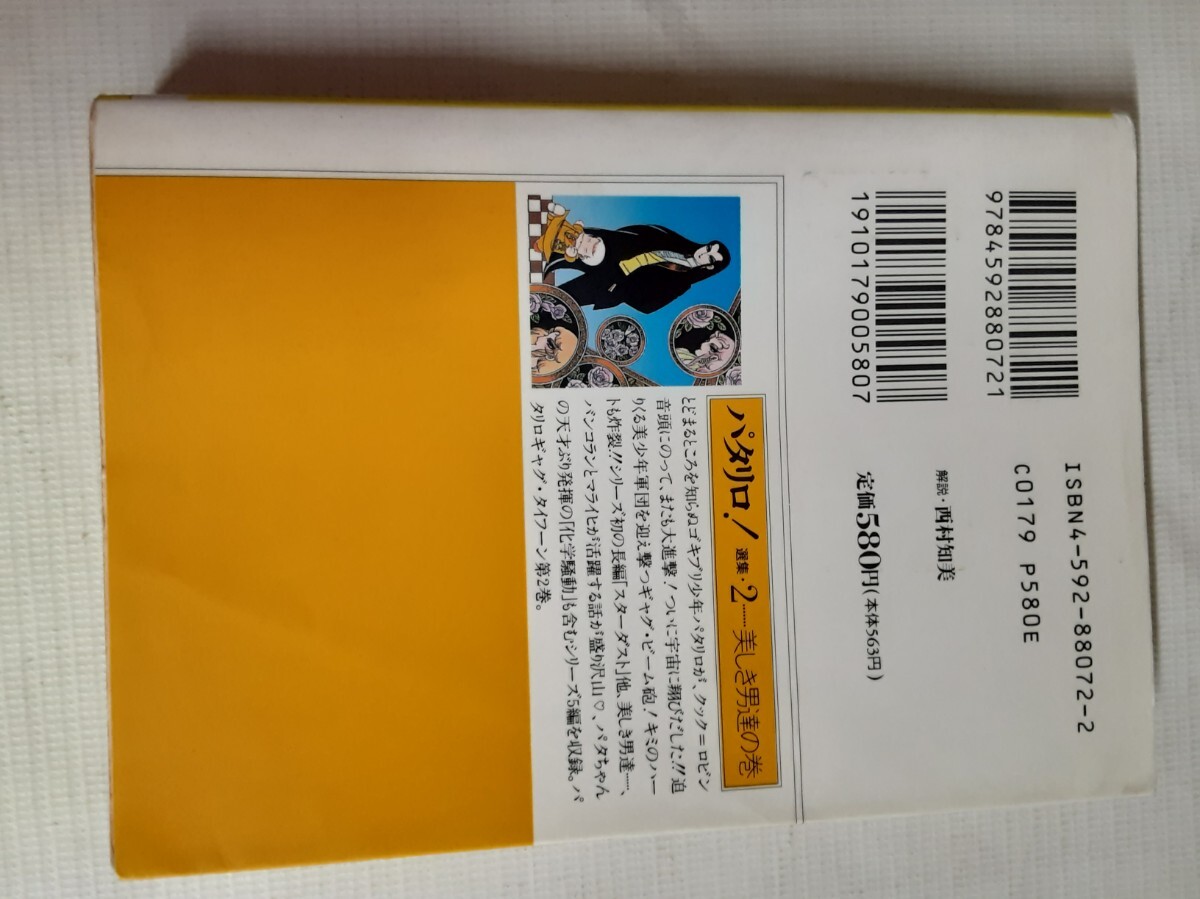 9784592880721
1910179005807
ISBN4-592-88072-2
C0179 P580E
解説・西村知美
定価580円(本体563円)
パタリロ! 選集・2……美しき男達の巻
とどまるところを知らぬゴキブリ少年パタリロが、クック=ロビン
音頭にのって、またも大進撃!ついに宇宙に翔びだした!!迫
りくる美少年軍団を迎え撃つギャグ・ビーム砲!キミのハー
トも炸裂!!シリーズ初の長編「スターダスト」他、美しき男達……、
バンコランとマライヒが活躍する話が盛り沢山♡、パタちゃん
の天才ぶり発揮の「化学騒動」も含むシリーズ5編を収録。パ
タリロギャグ・タイフーン第2巻。